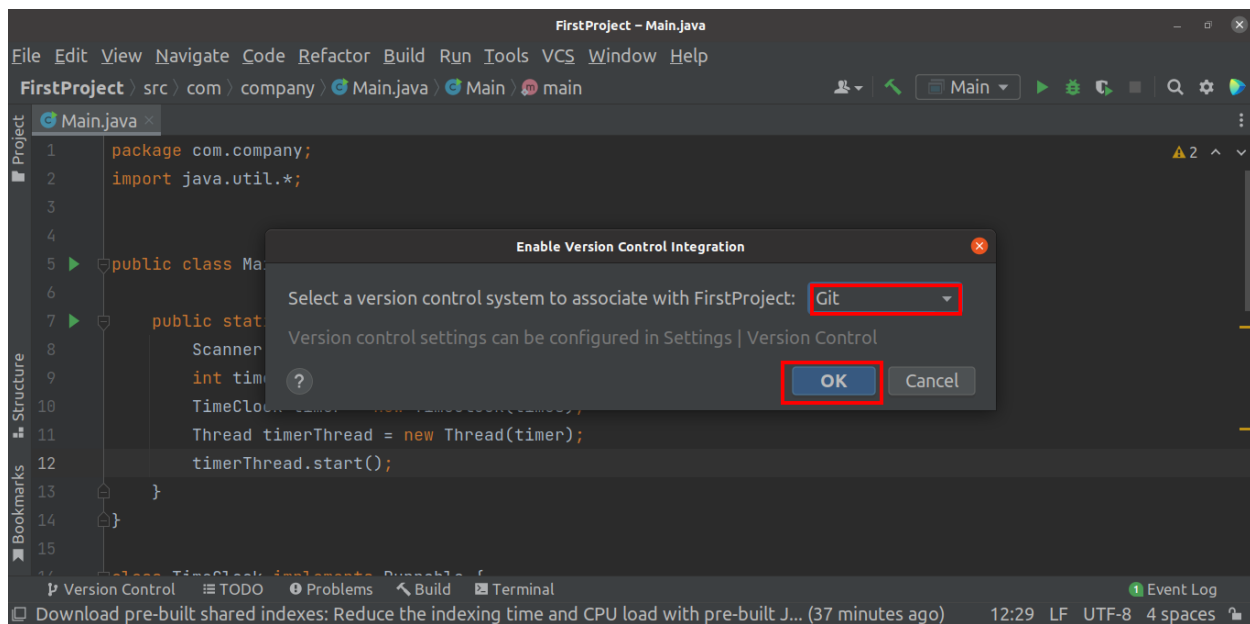 FirstProject – Main.java
File Edit View Navigate Code Refactor Build Run Tools VCS Window Help
FirstProject src com company Main.java Main main Main
Project
Main.java
2
1 package com.company;
2 import java.util.*;
3
4
5 public class Ma
6
7 public stat
8 Scanner
9 int tim
10
11 Thread timerThread = new Thread(timer);
12 timerThread.start();
13 }
14 }
15
Enable Version Control Integration
Select a version control system to associate with FirstProject: Git
Version control settings can be configured in Settings | Version Control
? OK Cancel
Structure
Bookmarks
Version Control TODO Problems Build Terminal 1 Event Log
Download pre-built shared indexes: Reduce the indexing time and CPU load with pre-built J... (37 minutes ago) 12:29 LF UTF-8 4 spaces